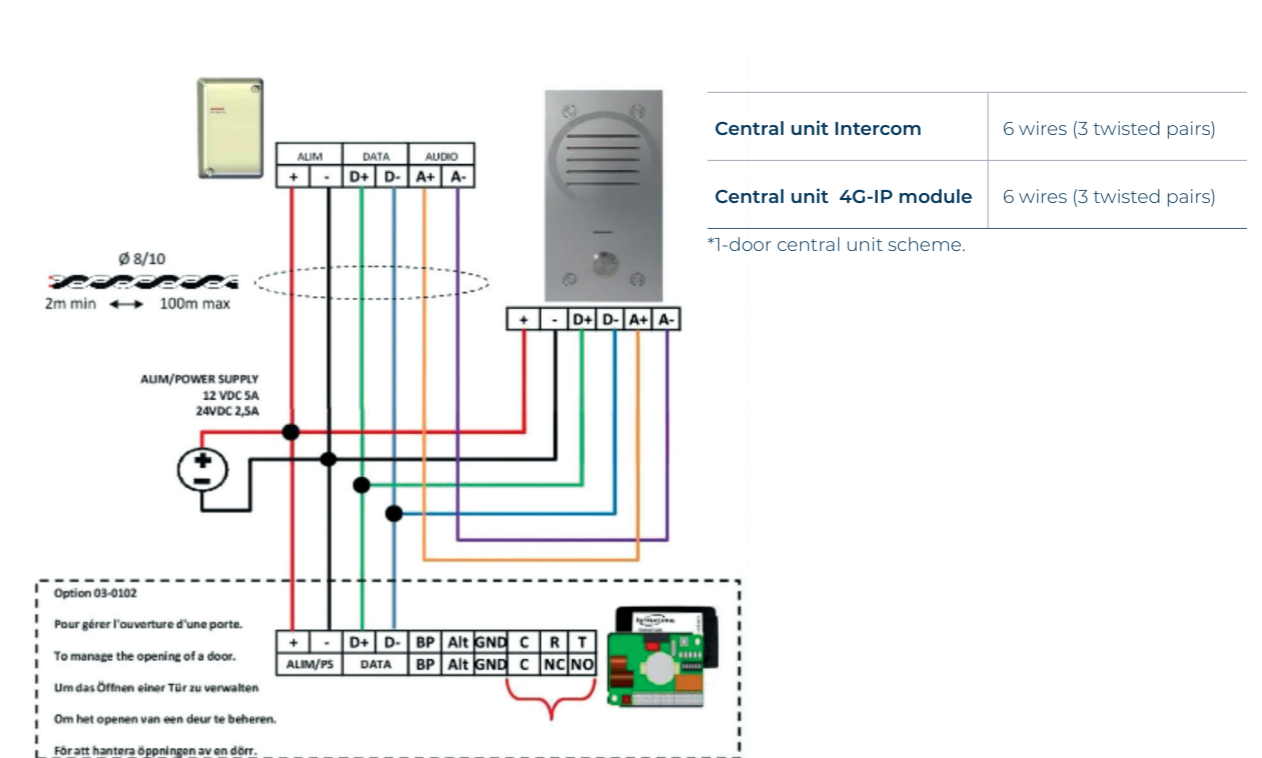 ALIM DATA AUDIO
+ - D+ D- A+ A-
Central unit Intercom 6 wires (3 twisted pairs)
Central unit 4G-IP module 6 wires (3 twisted pairs)
*1-door central unit scheme.
Ø 8/10
2m min 100m max
+ - D+ D- A+ A-
ALIM/POWER SUPPLY
12 VDC 5A
24VDC 2,5A
+
−
Option 03-0102
Pour gérer l'ouverture d'une porte.
To manage the opening of a door.
Um das Öffnen einer Tür zu verwalten
Om het openen van een deur te beheren.
För att hantera öppningen av en dörr.
+ - D+ D- BP Alt GND C R T
ALIM/PS DATA BP Alt GND C NC NO